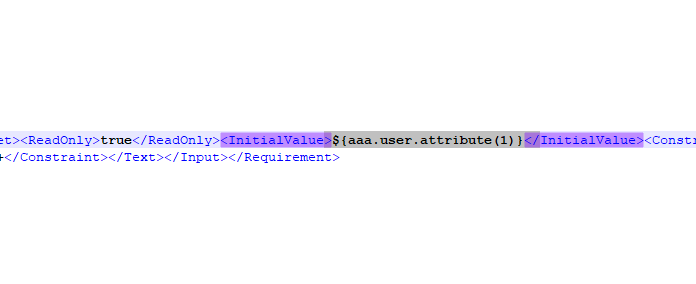 et><ReadOnly>true</ReadOnly><InitialValue>${aaa.user.attribute(1)}</InitialValue><Constr
+</Constraint></Text></Input></Requirement>